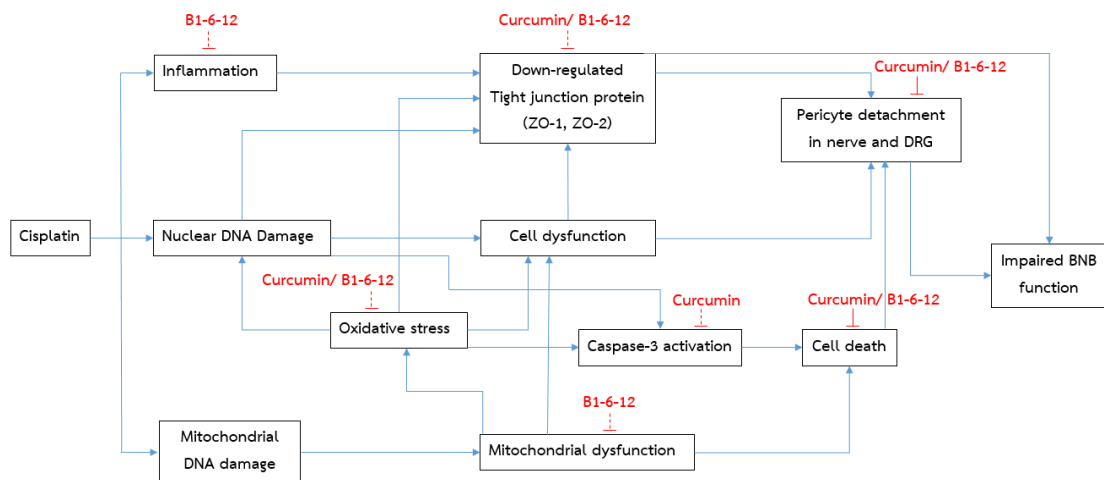 B1-6-12
Inflammation
Curcumin/ B1-6-12
Down-regulated
Tight junction protein
(ZO-1, ZO-2)
Curcumin/ B1-6-12
Pericyte detachment
in nerve and DRG
Cisplatin
Nuclear DNA Damage
Cell dysfunction
Impaired BNB
function
Curcumin/ B1-6-12
Oxidative stress
Curcumin
Caspase-3 activation
Curcumin/ B1-6-12
Cell death
B1-6-12
Mitochondrial dysfunction
Mitochondrial
DNA damage